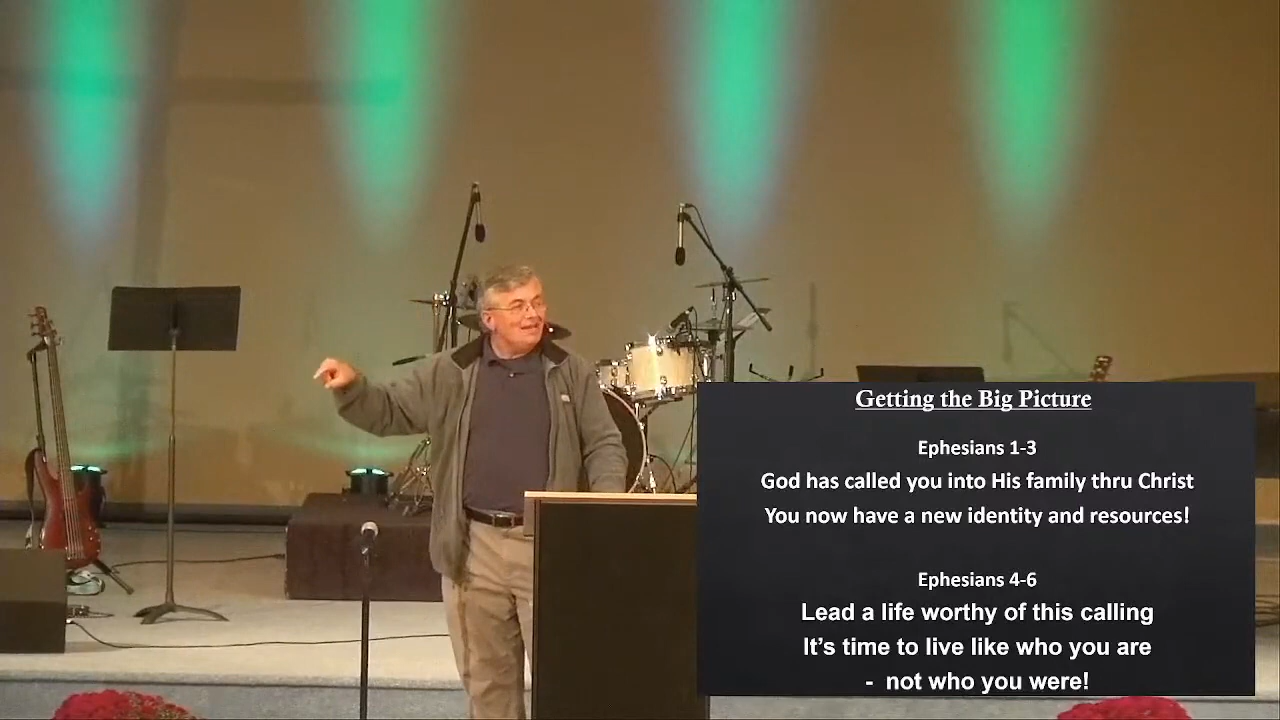 Getting the Big Picture
Ephesians 1-3
God has called you into His family thru Christ
You now have a new identity and resources!
Ephesians 4-6
Lead a life worthy of this calling
It’s time to live like who you are
- not who you were!